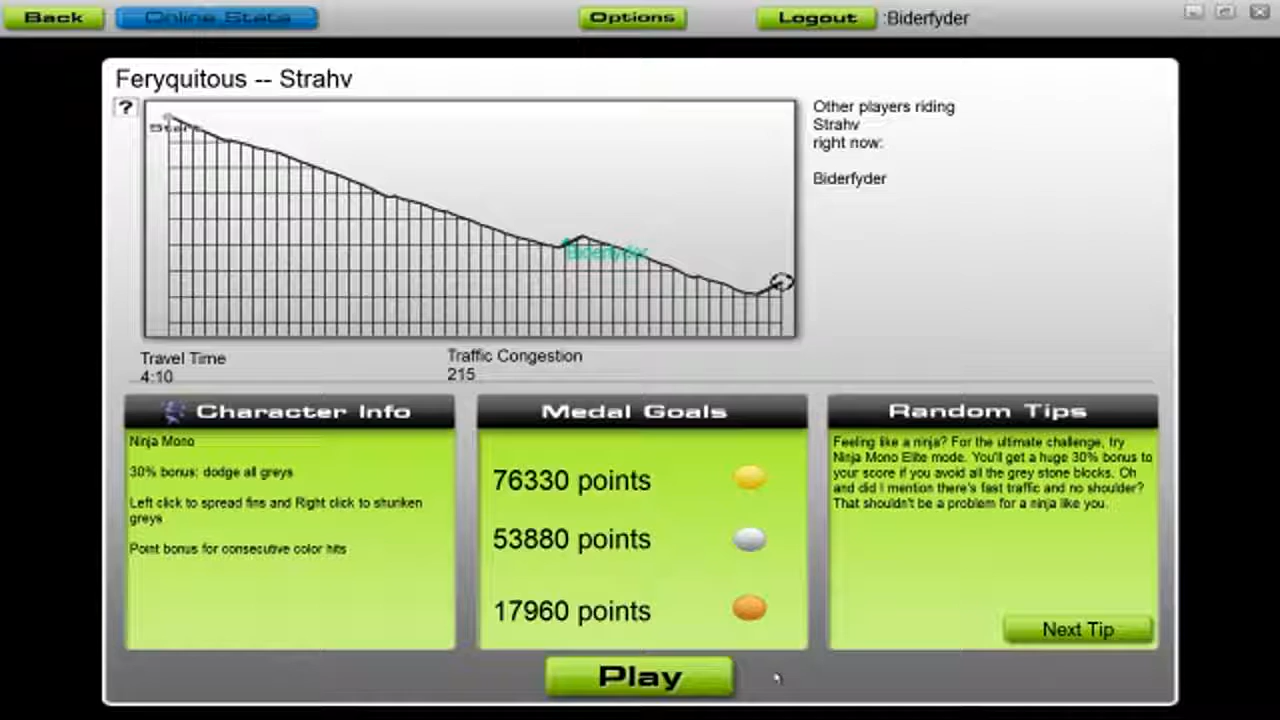 Back
Online Stats
Options
Logout
:Biderfyder
Feryquitous -- Strahv
?
Start
Biderfyder
Other players riding
Strahv
right now:
Biderfyder
Travel Time
4:10
Traffic Congestion
215
Character Info
Ninja Mono
30% bonus: dodge all greys
Left click to spread fins and Right click to shuriken
greys
Point bonus for consecutive color hits
Medal Goals
76330 points
53880 points
17960 points
Random Tips
Feeling like a ninja? For the ultimate challenge, try
Ninja Mono Elite mode. You'll get a huge 30% bonus to
your score if you avoid all the grey stone blocks. Oh
and did I mention there's fast traffic and no shoulder?
That shouldn't be a problem for a ninja like you.
Next Tip
Play